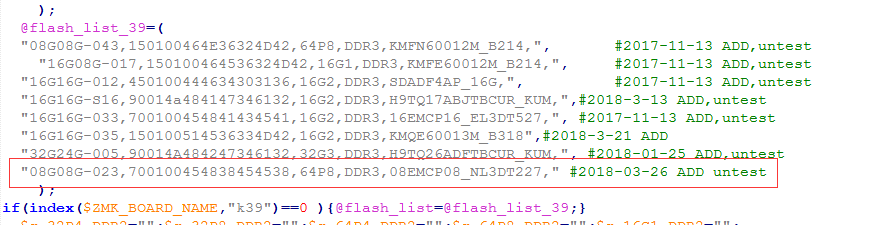 );
@flash_list_39=(
"08G08G-043,150100464E36324D42,64P8,DDR3,KMFN60012M_B214,", #2017-11-13 ADD,untest
"16G08G-017,150100464536324D42,16G1,DDR3,KMFE60012M_B214,", #2017-11-13 ADD,untest
"16G16G-012,450100444634303136,16G2,DDR3,SDADF4AP_16G,", #2017-11-13 ADD,untest
"16G16G-S16,90014a484147346132,16G2,DDR3,H9TQ17ABJTBCUR_KUM,",#2018-3-13 ADD,untest
"16G16G-033,700100454841434541,16G2,DDR3,16EMCP16_EL3DT527,", #2017-11-13 ADD,untest
"16G16G-035,150100514536334D42,16G2,DDR3,KMQE60013M_B318",#2018-3-21 ADD
"32G24G-005,90014A484247346132,32G3,DDR3,H9TQ26ADFTBCUR_KUM,", #2018-01-25 ADD,untest
"08G08G-023,700100454838454538,64P8,DDR3,08EMCP08_NL3DT227," #2018-03-26 ADD untest
);
if(index($ZMK_BOARD_NAME,"k39")==0 ){@flash_list=@flash_list_39;}